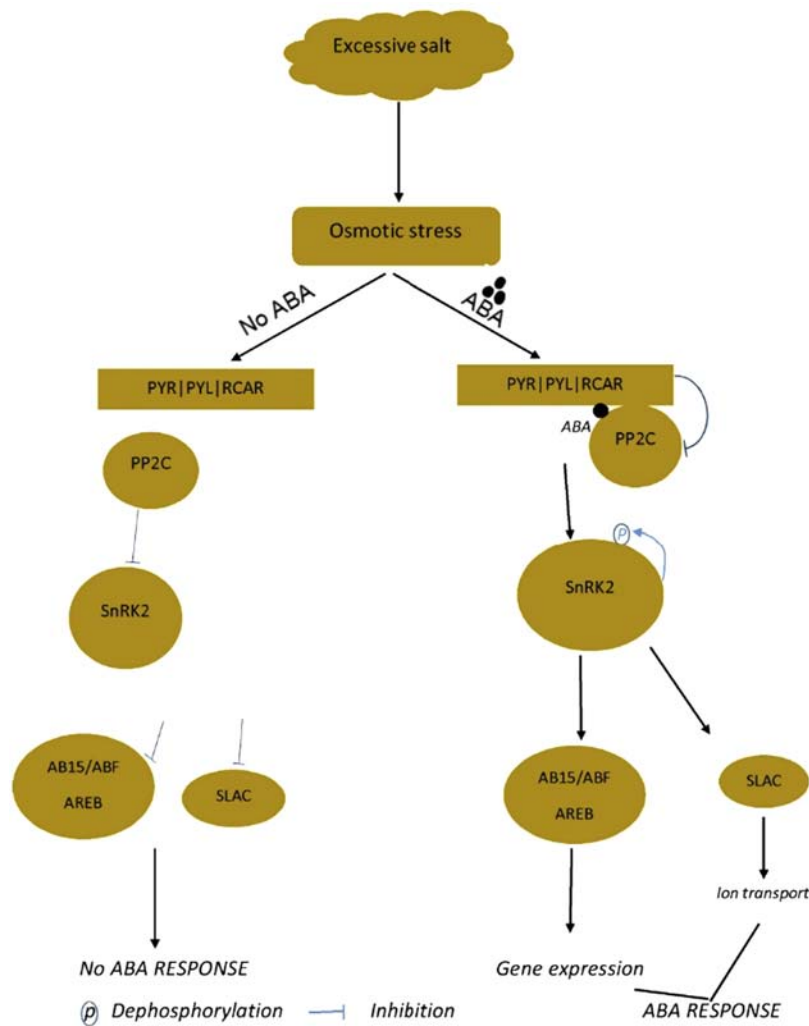 Excessive salt
Osmotic stress
No ABA
ABA
PYR|PYL|RCAR
PP2C
SnRK2
AB15/ABF
AREB
SLAC
No ABA RESPONSE
PYR|PYL|RCAR
ABA
PP2C
P
SnRK2
AB15/ABF
AREB
SLAC
Ion transport
Gene expression
ABA RESPONSE
p Dephosphorylation
Inhibition